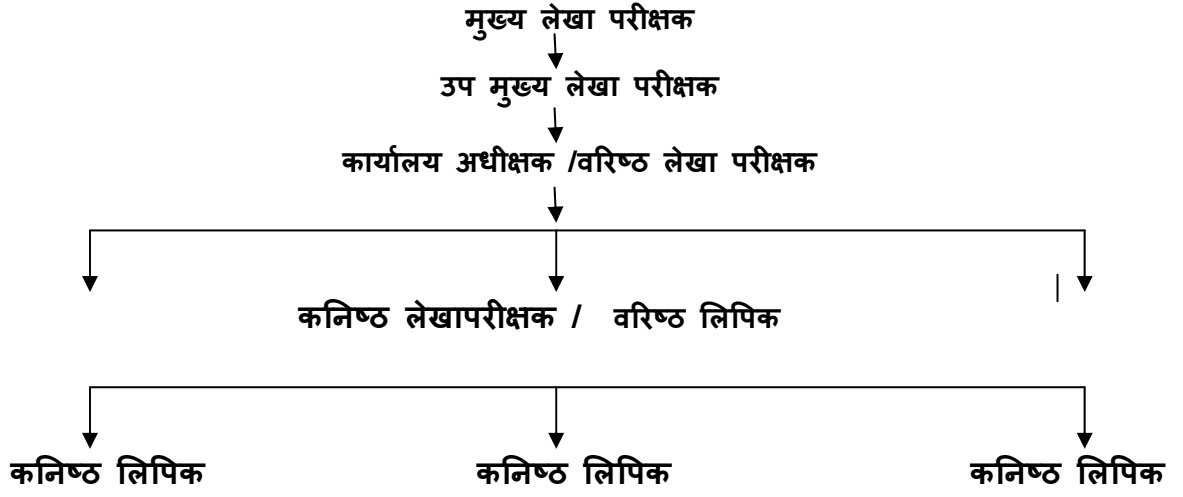 मुख्य लेखा परीक्षक
उप मुख्य लेखा परीक्षक
कार्यालय अधीक्षक /वरिष्ठ लेखा परीक्षक
कनिष्ठ लेखापरीक्षक / वरिष्ठ लिपिक
कनिष्ठ लिपिक कनिष्ठ लिपिक कनिष्ठ लिपिक